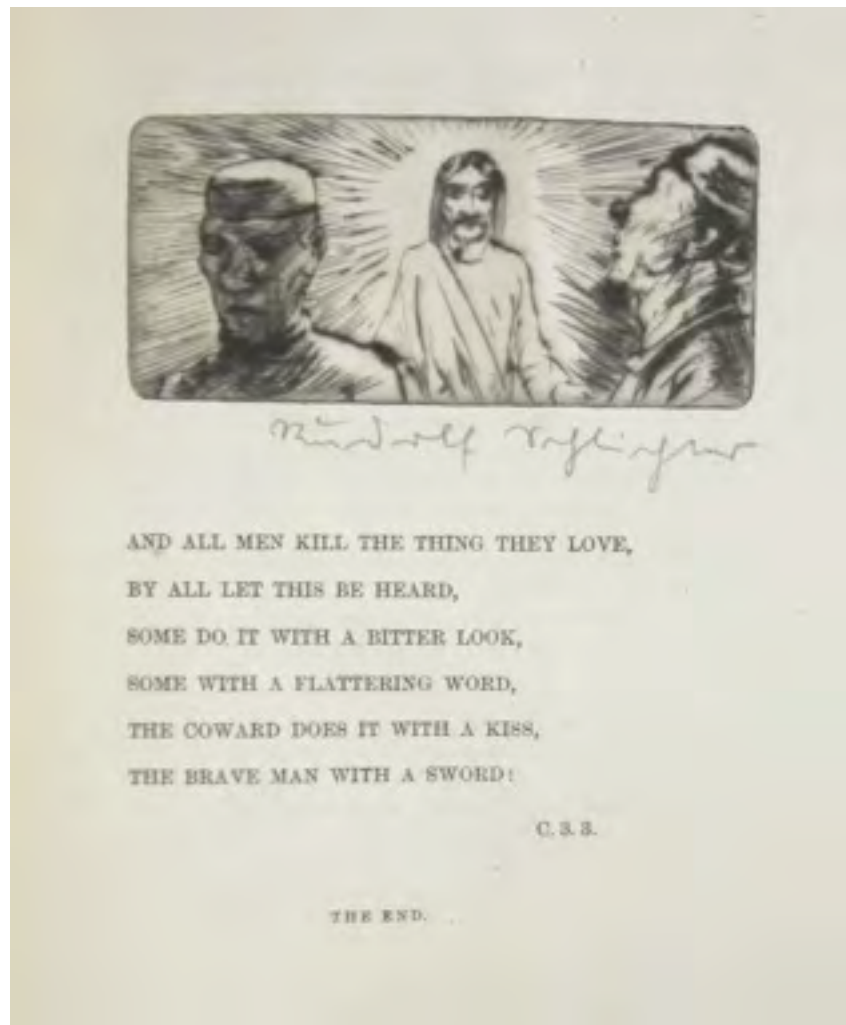 Rudolf Schlichter
AND ALL MEN KILL THE THING THEY LOVE,
BY ALL LET THIS BE HEARD,
SOME DO IT WITH A BITTER LOOK,
SOME WITH A FLATTERING WORD,
THE COWARD DOES IT WITH A KISS,
THE BRAVE MAN WITH A SWORD!
C. 3. 3.
THE END.